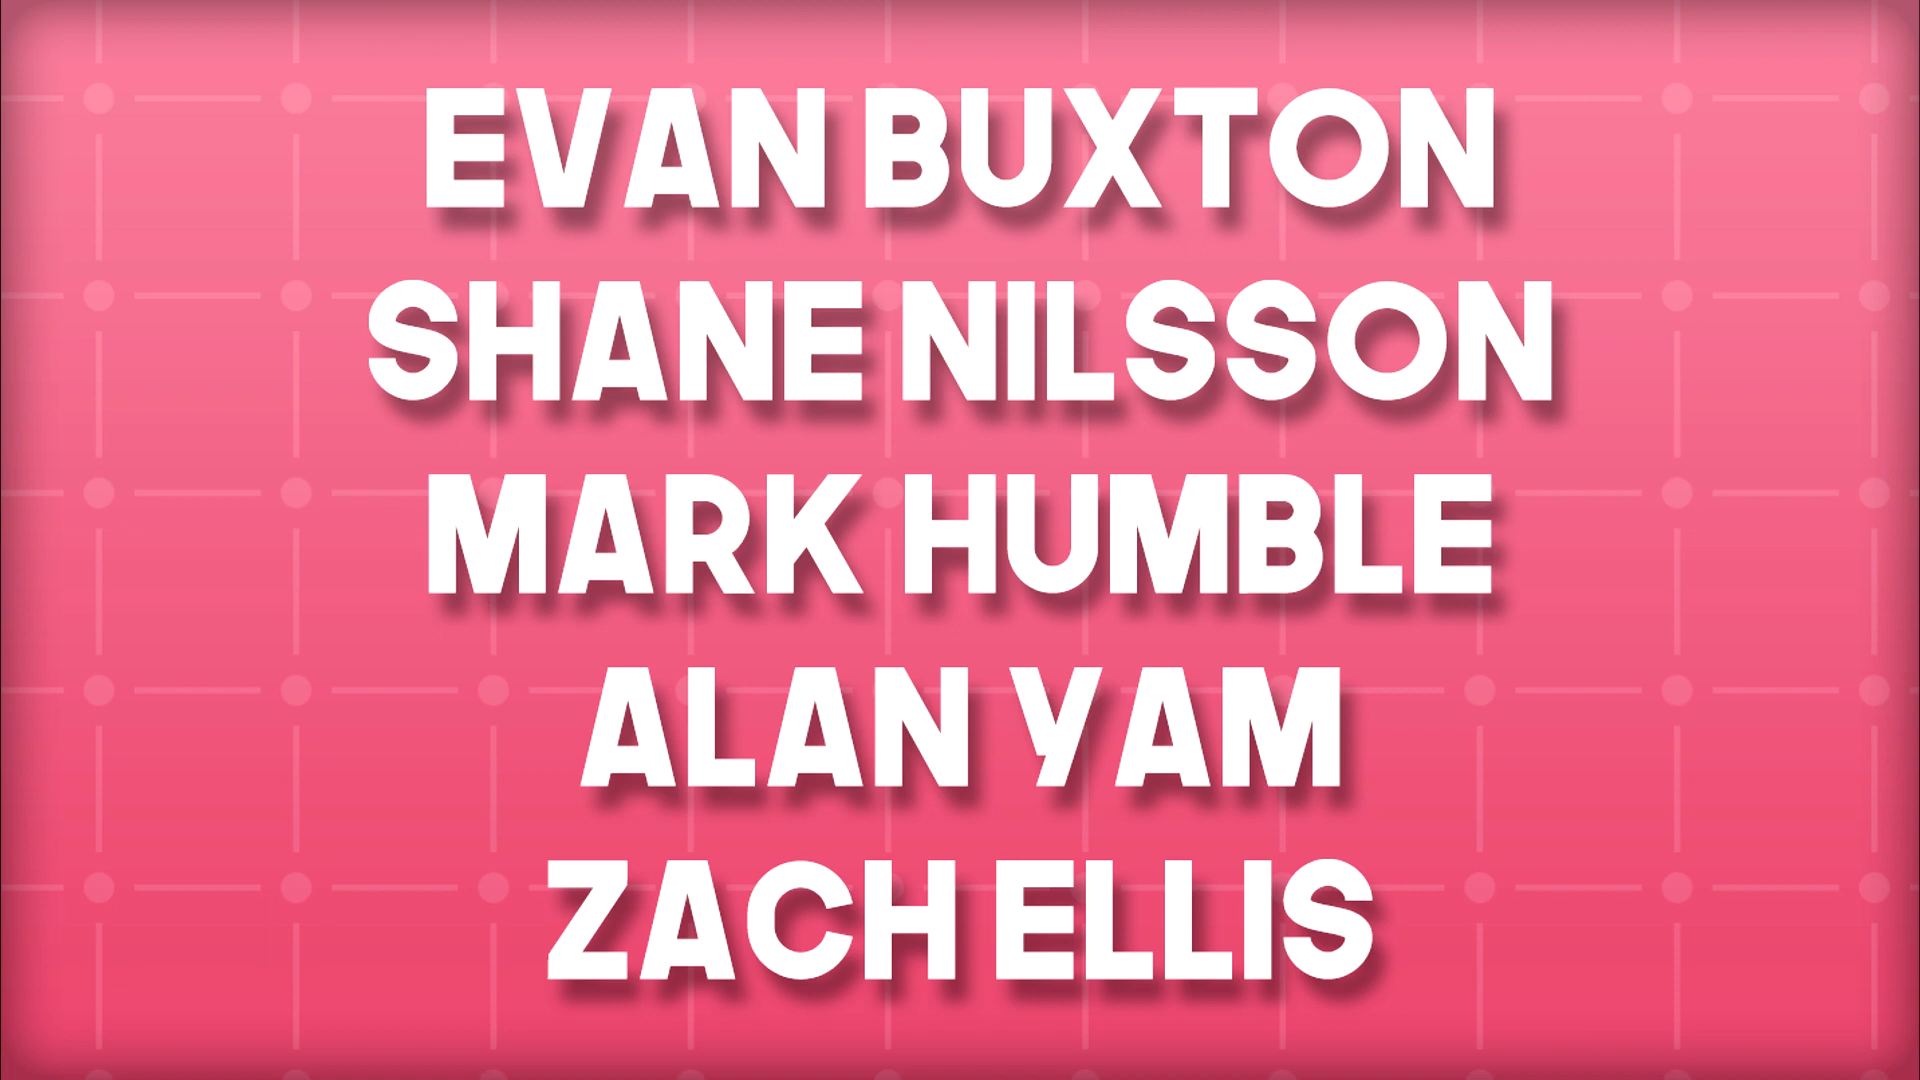 EVAN BUXTON
SHANE NILSSON
MARK HUMBLE
ALAN YAM
ZACH ELLIS